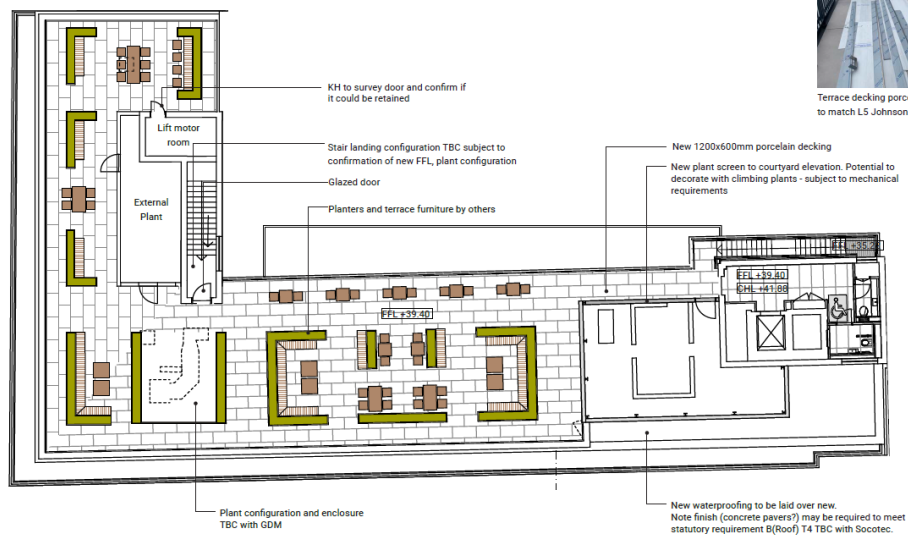 Terrace decking porce
to match L5 Johnson
KH to survey door and confirm if
it could be retained
Lift motor
room
Stair landing configuration TBC subject to
confirmation of new FFL, plant configuration
New 1200x600mm porcelain decking
New plant screen to courtyard elevation. Potential to
decorate with climbing plants - subject to mechanical
requirements
Glazed door
External
Plant
Planters and terrace furniture by others
FFL +35.2
FFL +39.40
CHL +41.88
FFL +39.40
Plant configuration and enclosure
TBC with GDM
New waterproofing to be laid over new.
Note finish (concrete pavers?) may be required to meet
statutory requirement B(Roof) T4 TBC with Socotec.